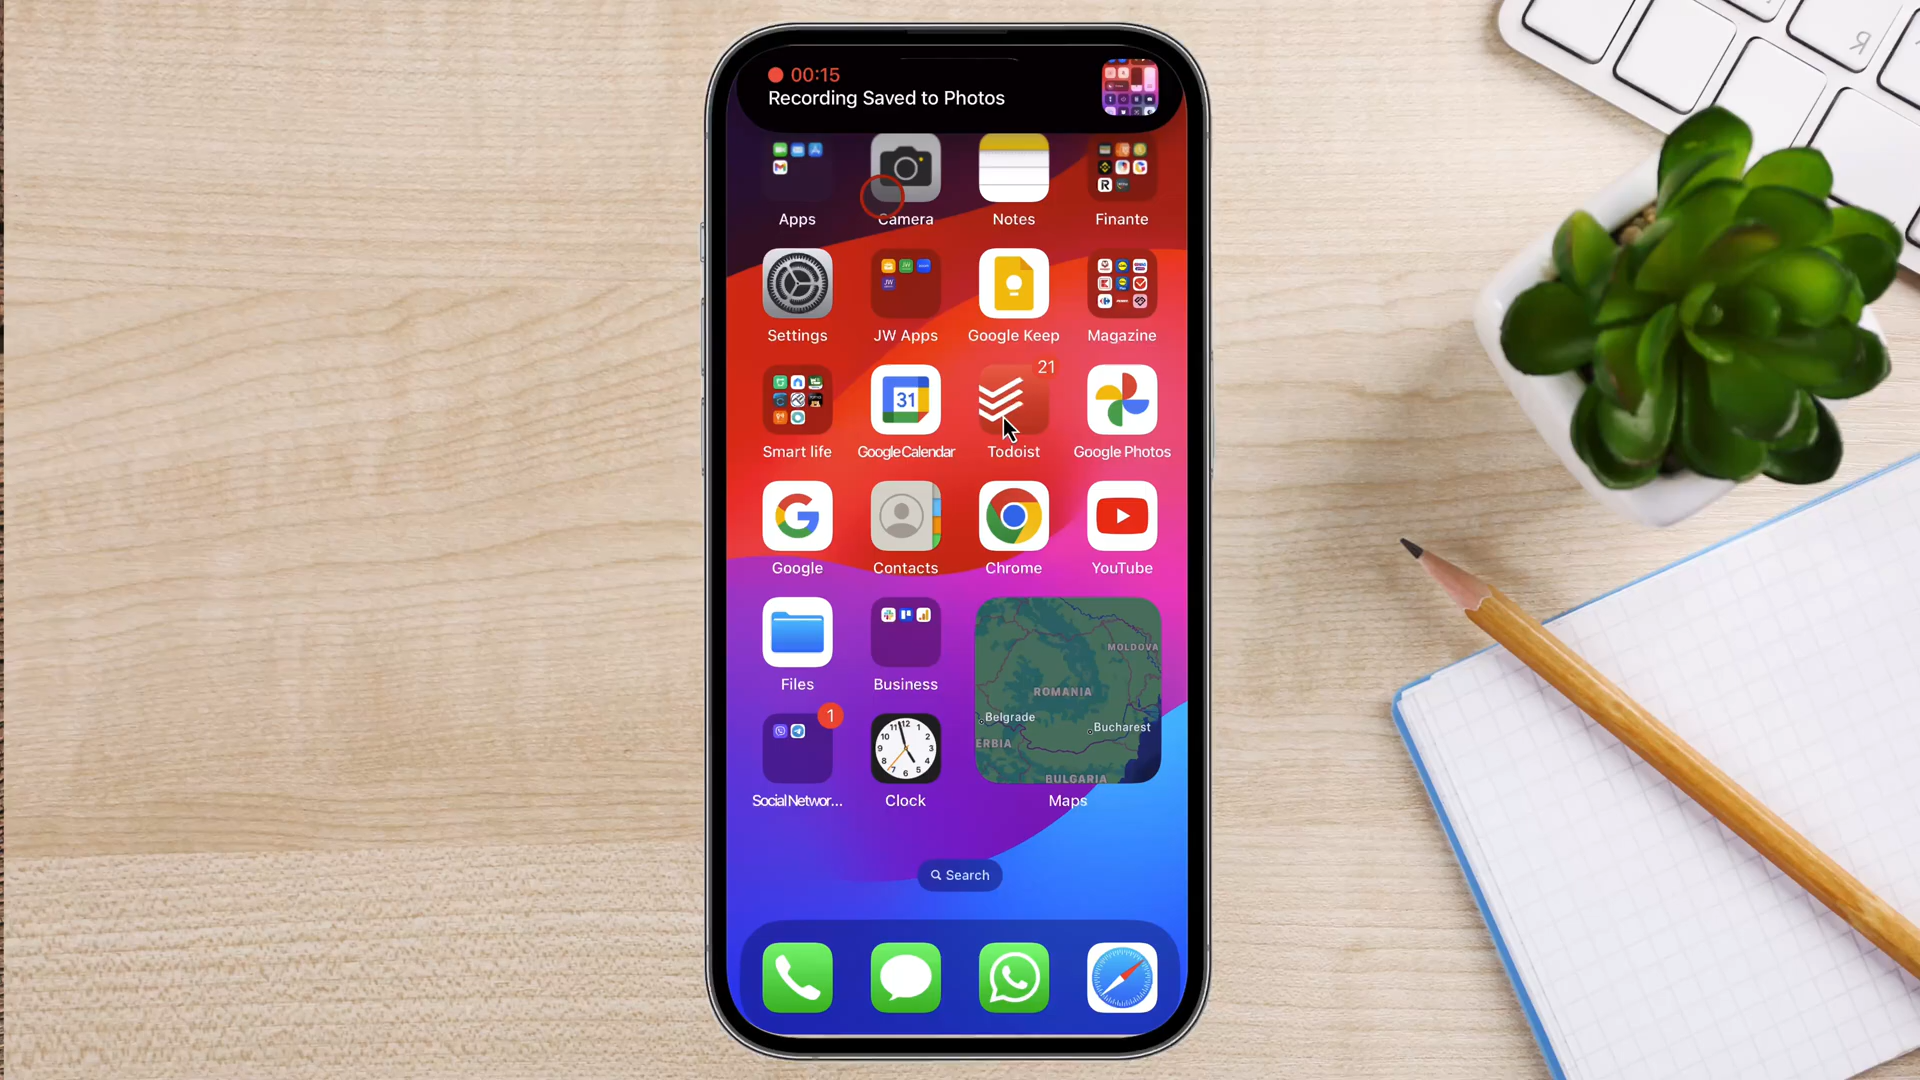 00:15
Recording Saved to Photos
Apps
Camera
Notes
Finante
Settings
JW Apps
Google Keep
Magazine
31
21
Smart life
Google Calendar
Todoist
Google Photos
Google
Contacts
Chrome
YouTube
Files
Business
MOLDOVA
ROMANIA
Belgrade
Bucharest
ERBIA
BULGARIA
1
Social Networ...
Clock
Maps
Search
R